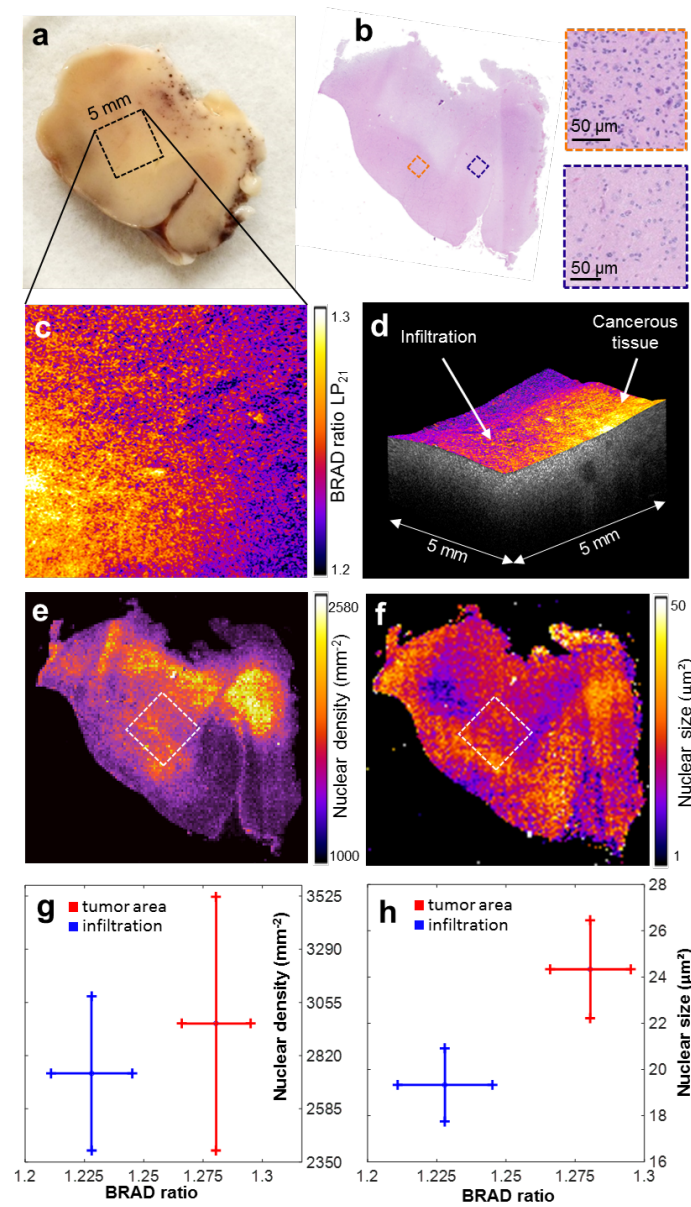 a
5 mm
b
50 µm
50 µm
c
1.3
BRAD ratio LP21
1.2
d
Infiltration
Cancerous
tissue
5 mm
5 mm
e
2580
Nuclear density (mm-2)
1000
f
50
Nuclear size (µm²)
1
g
tumor area
infiltration
3525
3290
3055
2820
2585
2350
Nuclear density (mm-2)
1.2
1.225
1.25
1.275
1.3
BRAD ratio
h
tumor area
infiltration
28
26
24
22
20
18
16
Nuclear size (µm²)
1.2
1.225
1.25
1.275
1.3
BRAD ratio